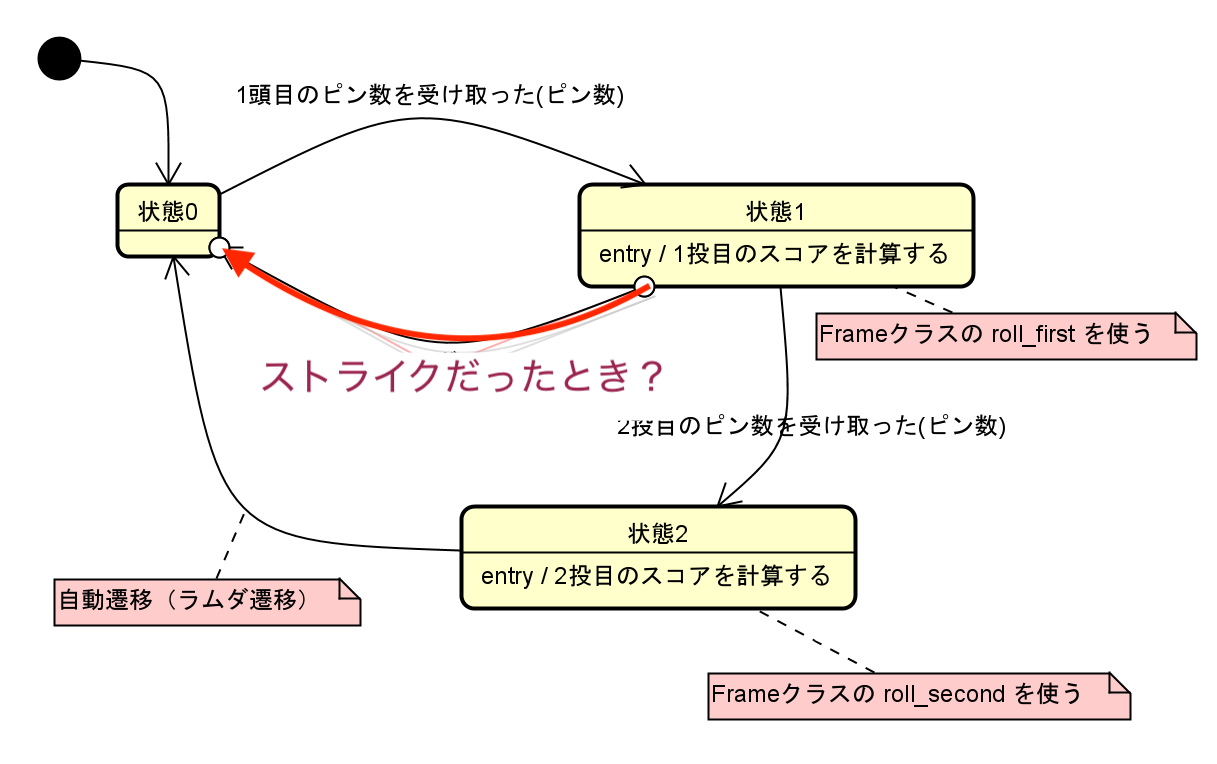 1頭目のピン数を受け取った(ピン数)
状態0
状態1
entry / 1投目のスコアを計算する
Frameクラスの roll_first を使う
ストライクだったとき？
2投目のピン数を受け取った(ピン数)
状態2
entry / 2投目のスコアを計算する
自動遷移（ラムダ遷移）
Frameクラスの roll_second を使う